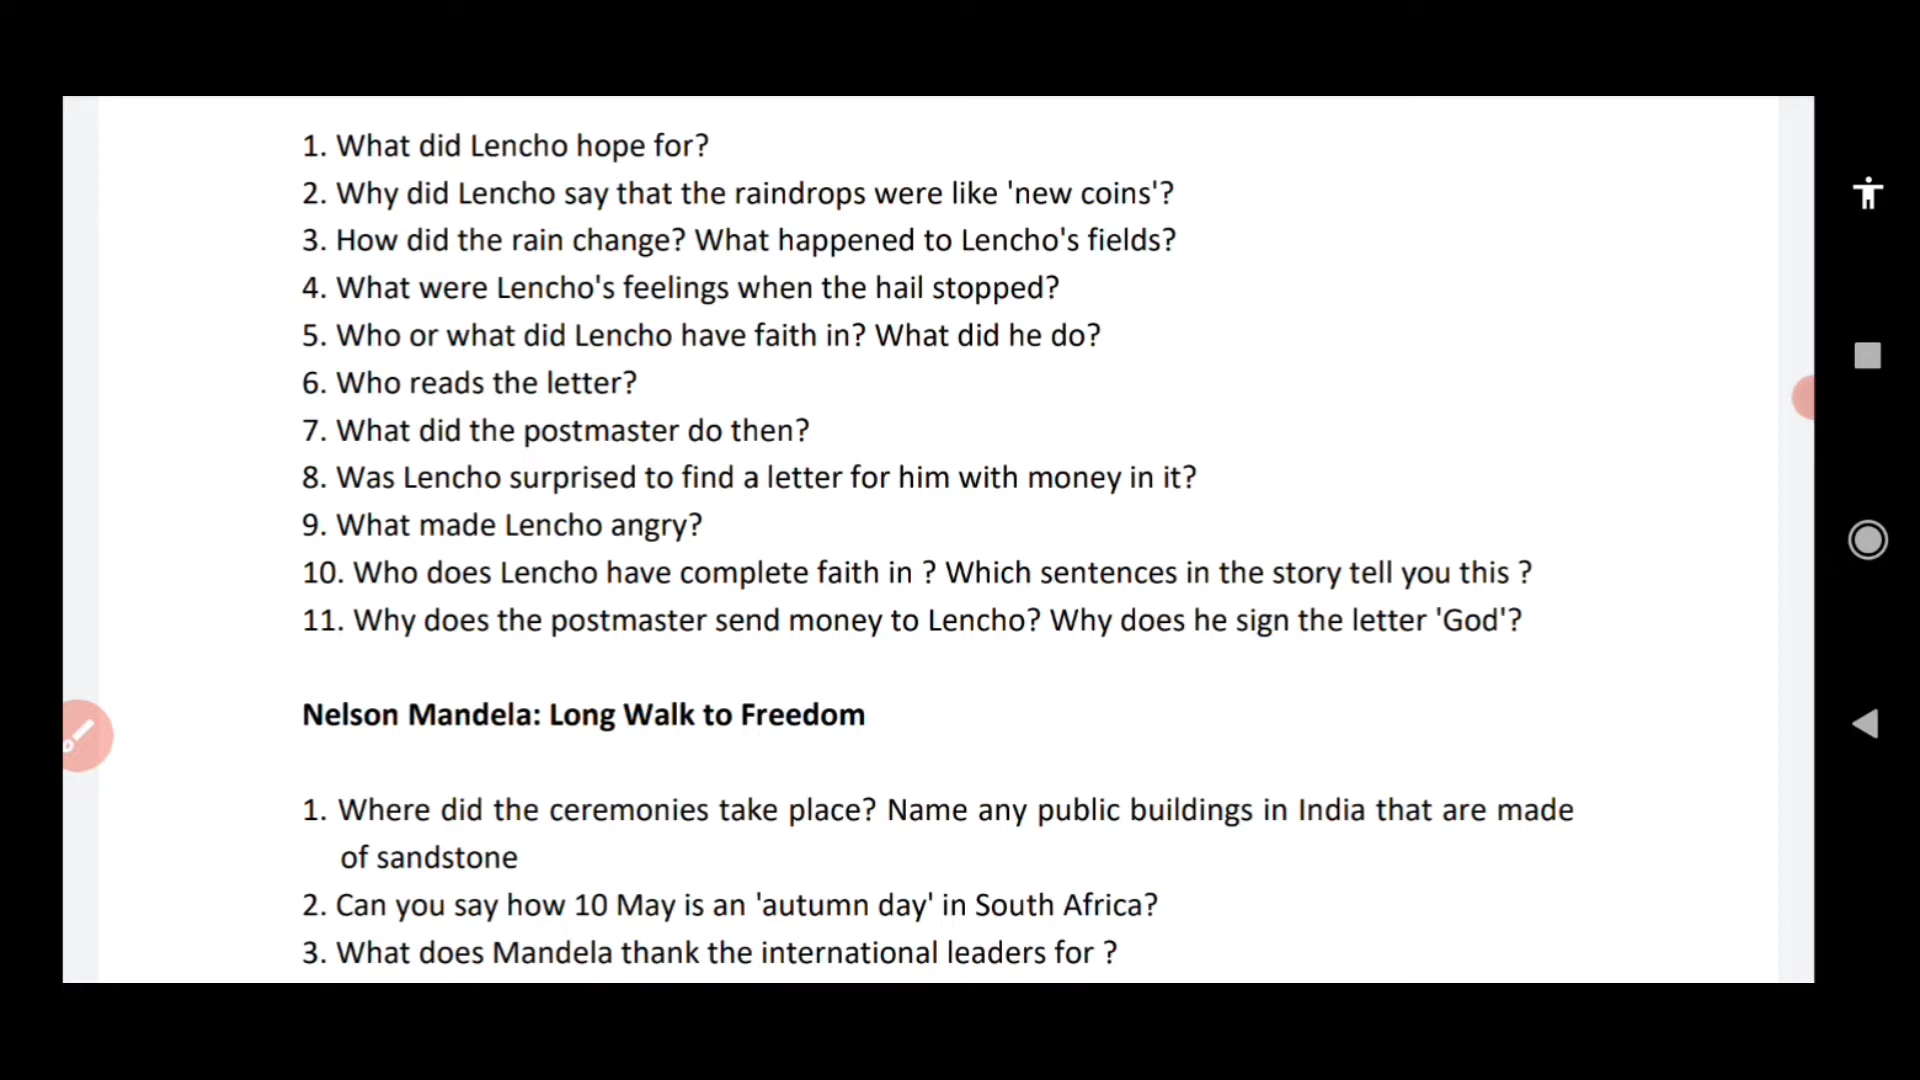 1. What did Lencho hope for?
2. Why did Lencho say that the raindrops were like 'new coins'?
3. How did the rain change? What happened to Lencho's fields?
4. What were Lencho's feelings when the hail stopped?
5. Who or what did Lencho have faith in? What did he do?
6. Who reads the letter?
7. What did the postmaster do then?
8. Was Lencho surprised to find a letter for him with money in it?
9. What made Lencho angry?
10. Who does Lencho have complete faith in ? Which sentences in the story tell you this ?
11. Why does the postmaster send money to Lencho? Why does he sign the letter 'God'?
Nelson Mandela: Long Walk to Freedom
1. Where did the ceremonies take place? Name any public buildings in India that are made
of sandstone
2. Can you say how 10 May is an 'autumn day' in South Africa?
3. What does Mandela thank the international leaders for ?